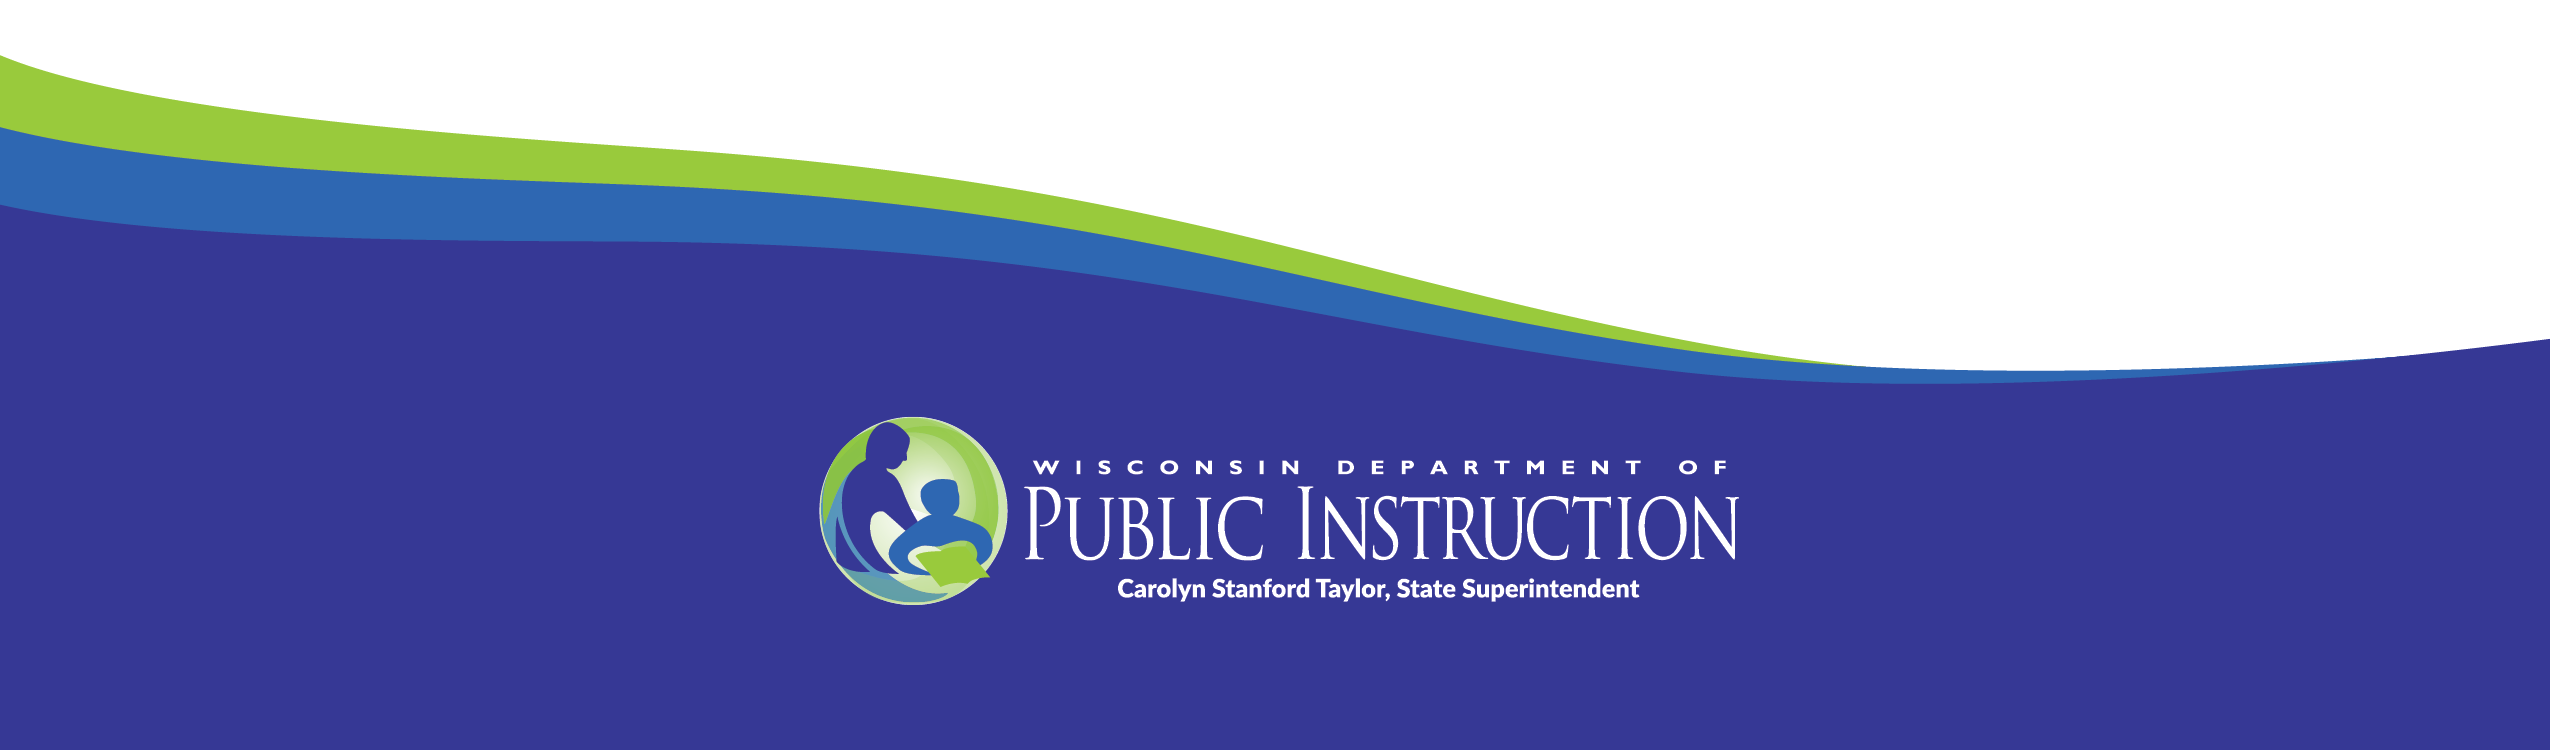 WISCONSIN DEPARTMENT OF
PUBLIC INSTRUCTION
Carolyn Stanford Taylor, State Superintendent